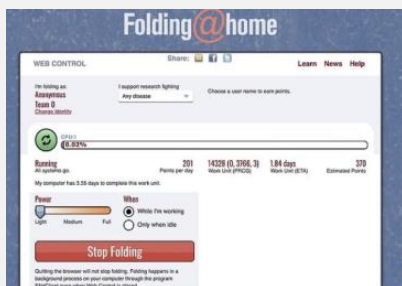 Folding@home
WEB CONTROL
Share:
Learn News Help
I'm folding as:
Anonymous
Team 0
Change Identity
I support research fighting
Any disease
Choose a user name to earn points.
CPU:1
0.02%
Running
All systems go.
201
Points per day
14328 (0, 3766, 3)
Work Unit (PRCG)
1.84 days
Work Unit (ETA)
370
Estimated Points
My computer has 3.55 days to complete this work unit.
Power
Light Medium Full
When
While I'm working
Only when idle
Stop Folding
Quitting the browser will not stop folding. Folding happens in a
background process on your computer through the program